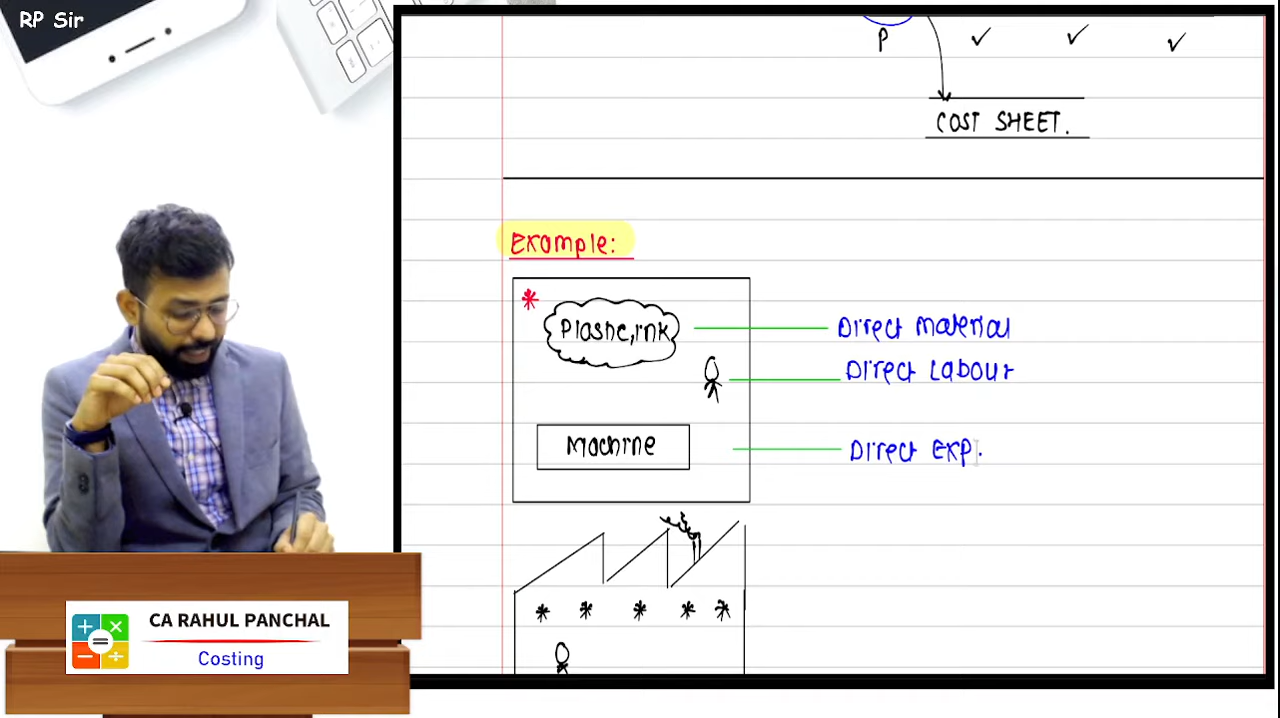 RP Sir
P
COST SHEET.
Example:
Plastic, ink
Direct Material
Direct Labour
Machine
Direct Exp.
CA RAHUL PANCHAL
Costing